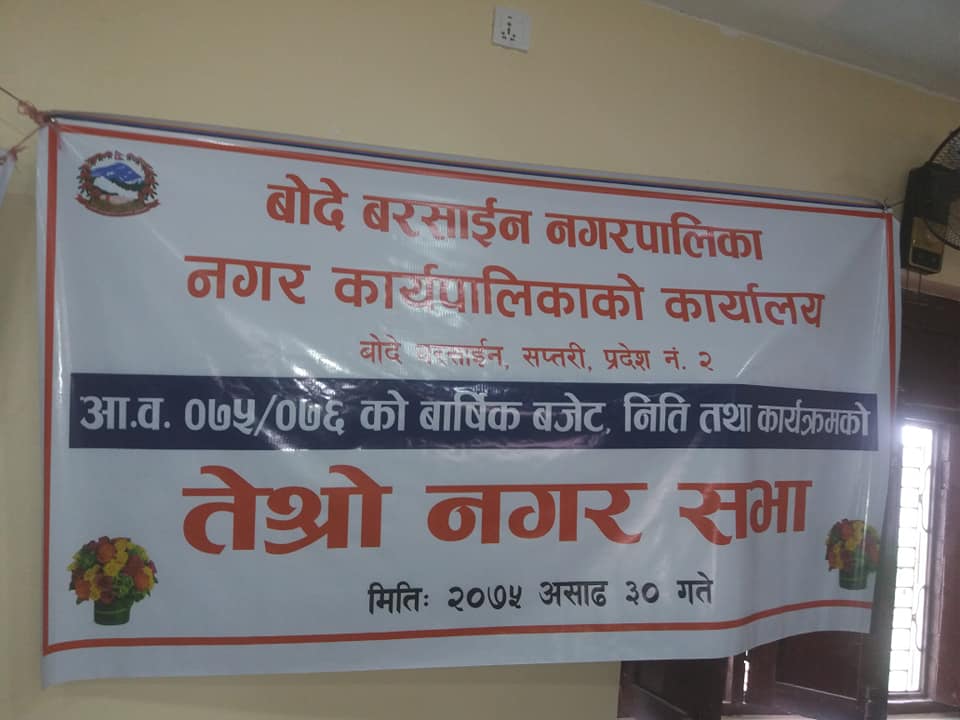 बोदे बरसाईन नगरपालिका
नगर कार्यपालिकाको कार्यालय
बोदे बरसाईन, सप्तरी, प्रदेश नं. २
आ.व. ०७५/०७६ को बार्षिक बजेट, निति तथा कार्यक्रमको
तेश्रो नगर सभा
मितिः २०७५ असाढ ३० गते